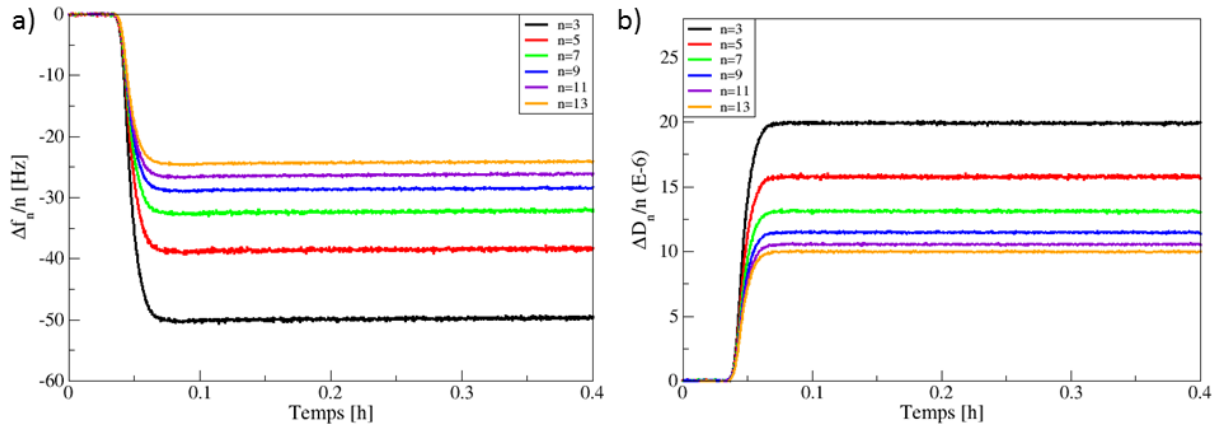 a)
0
-10
-20
-30
-40
-50
-60
Δfₙ/n [Hz]
0
0.1
0.2
0.3
0.4
Temps [h]
n=3
n=5
n=7
n=9
n=11
n=13
b)
25
20
15
10
5
0
ΔDₙ/n (E-6)
0
0.1
0.2
0.3
0.4
Temps [h]
n=3
n=5
n=7
n=9
n=11
n=13